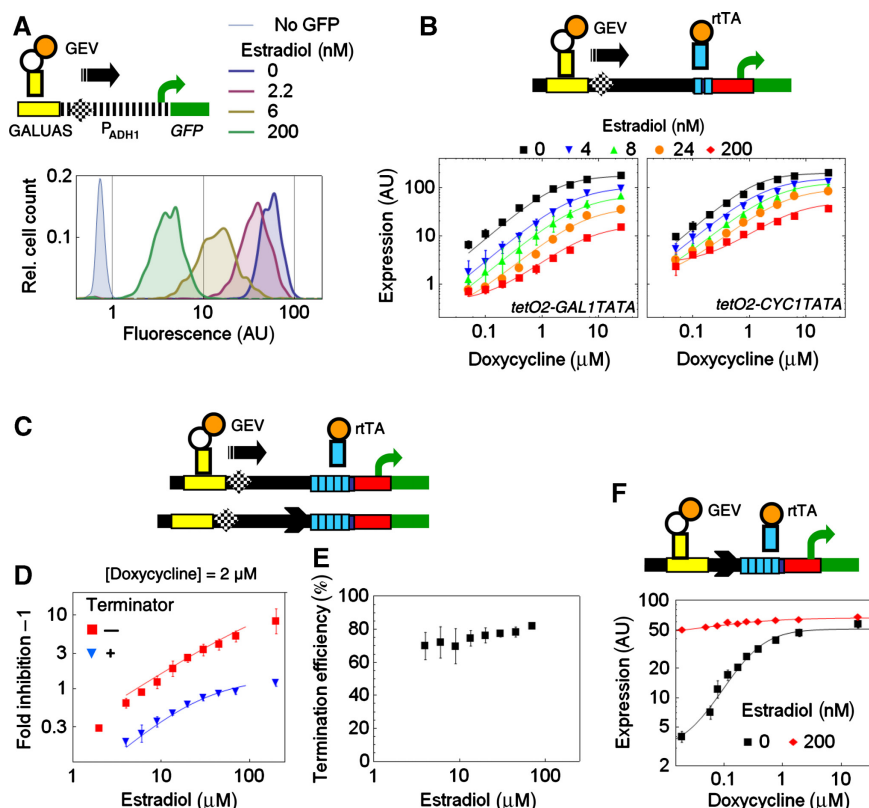 A
GEV
GALUAS
P_ADH1
GFP
No GFP
Estradiol (nM)
0
2.2
6
200
Rel. cell count
0.2
0.1
1
10
100
Fluorescence (AU)
B
GEV
rtTA
Estradiol (nM)
0 4 8 24 200
Expression (AU)
100
10
1
tetO2-GAL1TATA
tetO2-CYC1TATA
0.1 1 10
0.1 1 10
Doxycycline (μM)
Doxycycline (μM)
C
GEV
rtTA
D
[Doxycycline] = 2 μM
Terminator
–
+
Fold inhibition – 1
10
3
1
0.3
1 10 100
Estradiol (μM)
E
Termination efficiency (%)
100
80
60
40
20
0
1 10 100
Estradiol (μM)
F
GEV
rtTA
Expression (AU)
100
50
20
10
5
2
Estradiol (nM)
0 200
0.1 1 10
Doxycycline (μM)